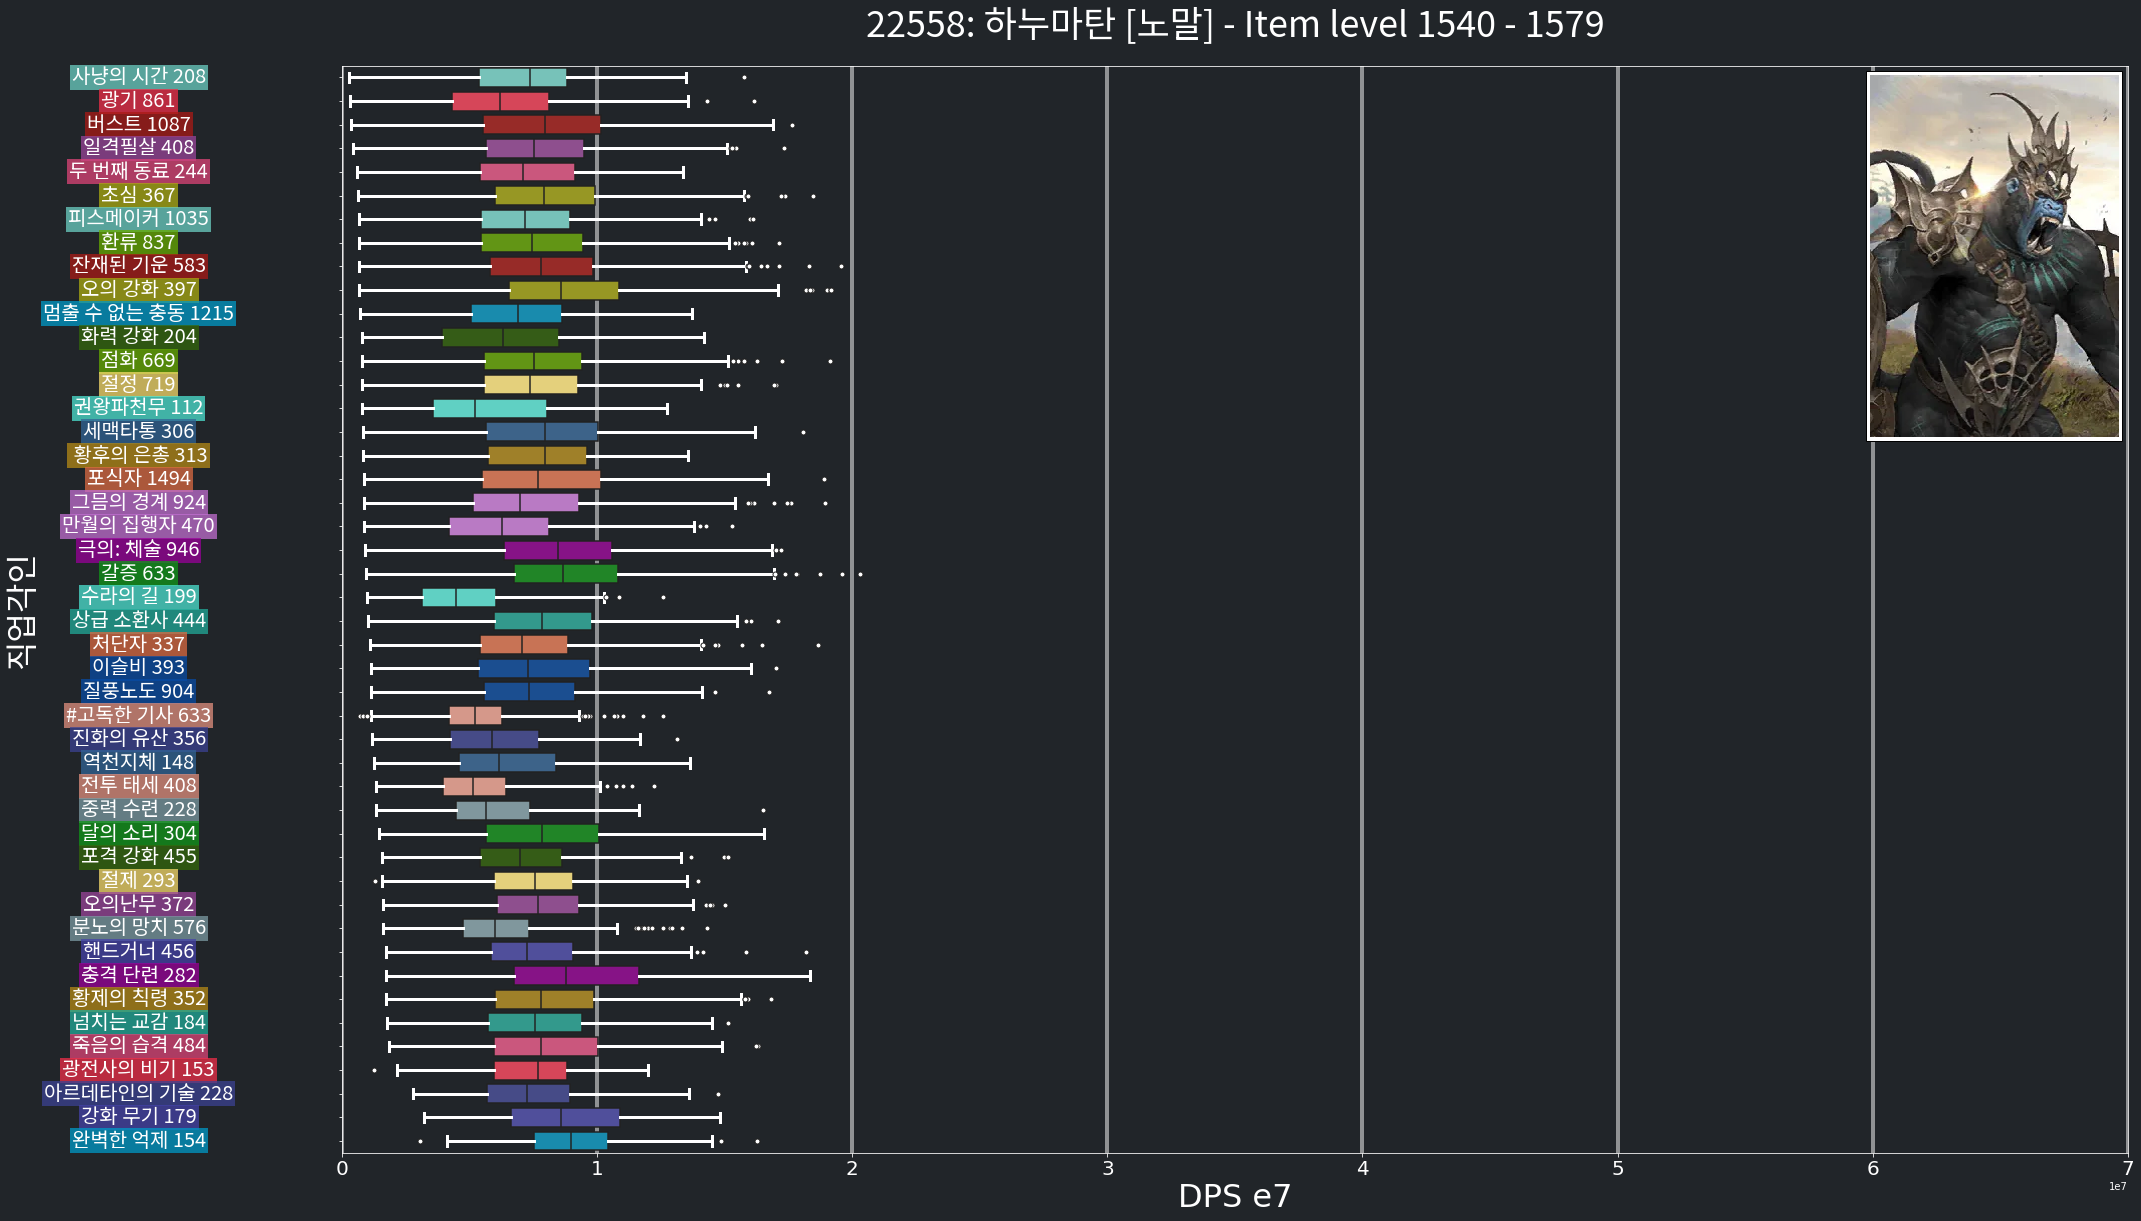 22558: 하누마탄 [노말] - Item level 1540 - 1579
사냥의 시간 208
광기 861
버스트 1087
일격필살 408
두 번째 동료 244
초심 367
피스메이커 1035
환류 837
잔재된 기운 583
오의 강화 397
멈출 수 없는 충동 1215
화력 강화 204
점화 669
절정 719
권왕파천무 112
세맥타통 306
황후의 은총 313
포식자 1494
그믐의 경계 924
만월의 집행자 470
극의: 체술 946
갈증 633
수라의 길 199
상급 소환사 444
처단자 337
이슬비 393
질풍노도 904
#고독한 기사 633
진화의 유산 356
역천지체 148
전투 태세 408
중력 수련 228
달의 소리 304
포격 강화 455
절제 293
오의난무 372
분노의 망치 576
핸드거너 456
충격 단련 282
황제의 칙령 352
넘치는 교감 184
죽음의 습격 484
광전사의 비기 153
아르데타인의 기술 228
강화 무기 179
완벽한 억제 154
직업각인
0 1 2 3 4 5 6 7
1e7
DPS e7